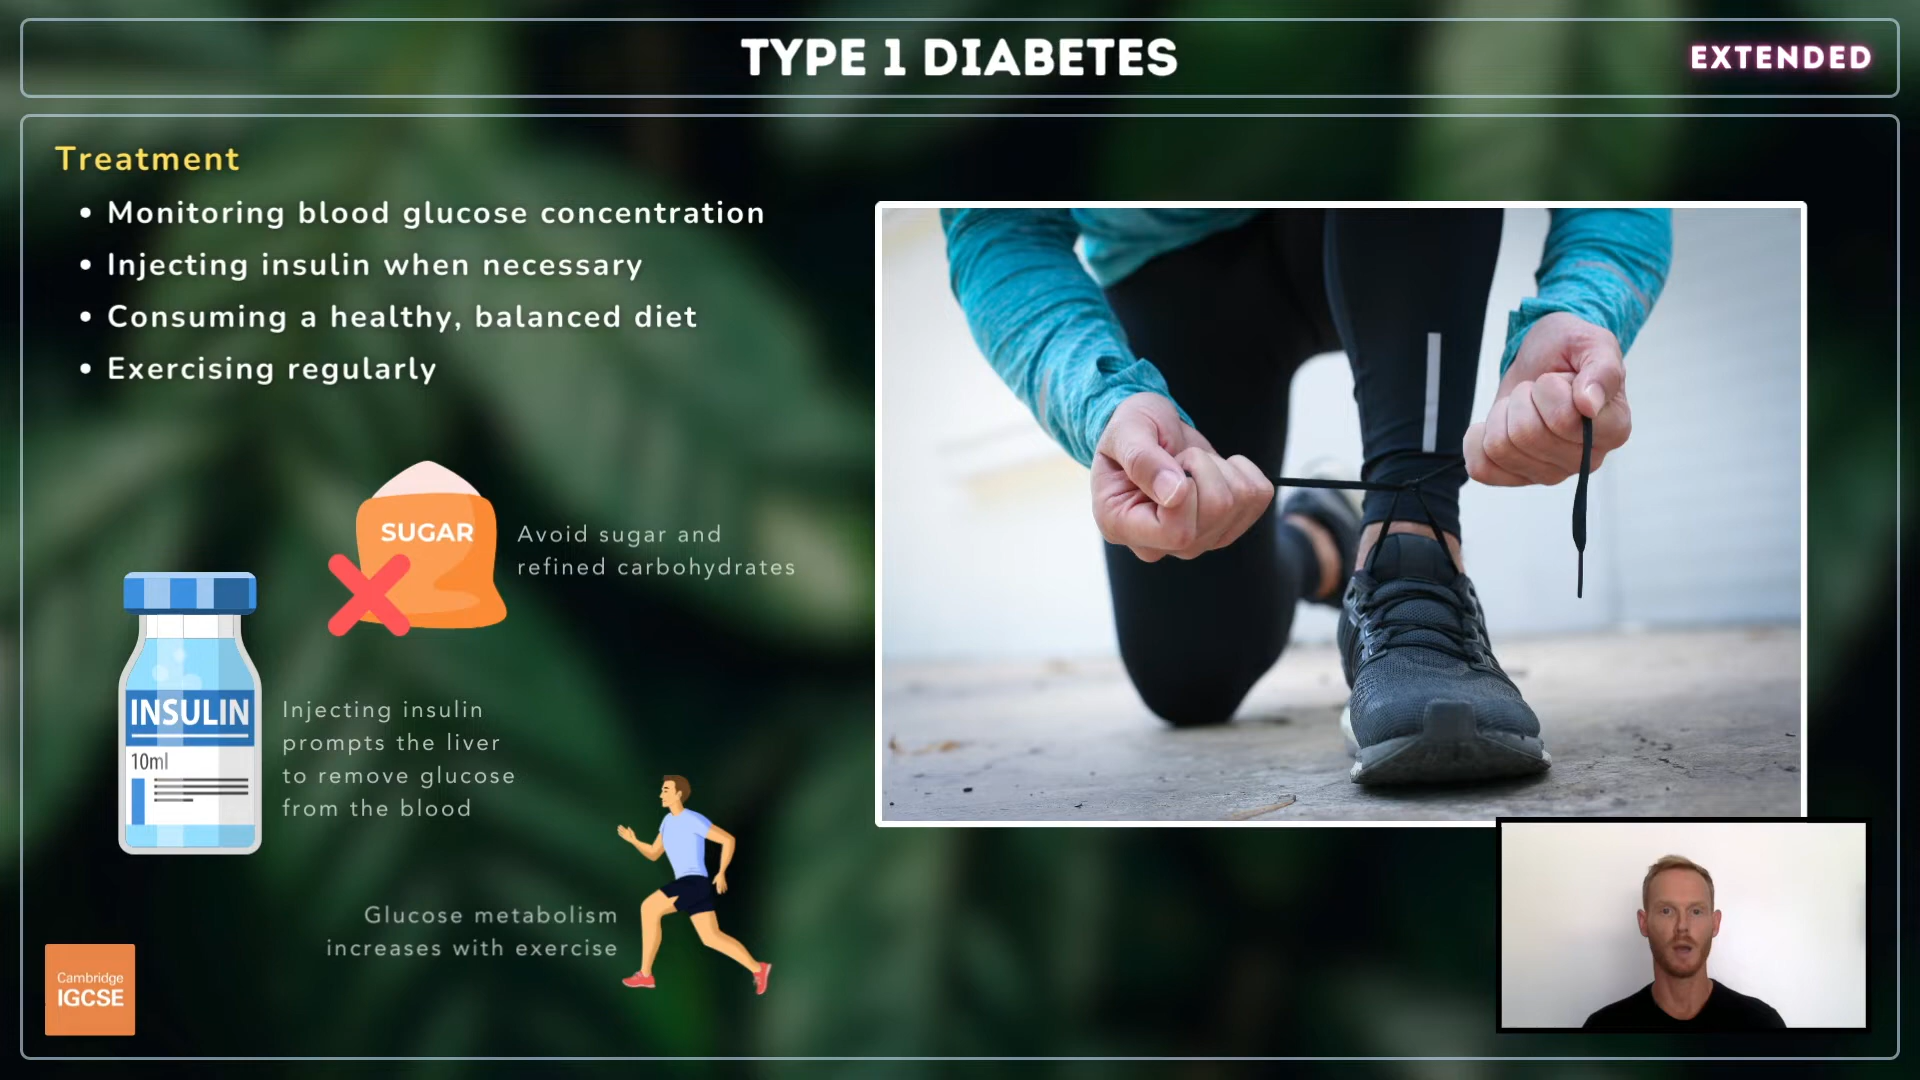 TYPE 1 DIABETES
EXTENDED
Treatment
• Monitoring blood glucose concentration
• Injecting insulin when necessary
• Consuming a healthy, balanced diet
• Exercising regularly
SUGAR
Avoid sugar and
refined carbohydrates
INSULIN
10ml
Injecting insulin
prompts the liver
to remove glucose
from the blood
Glucose metabolism
increases with exercise
Cambridge
IGCSE